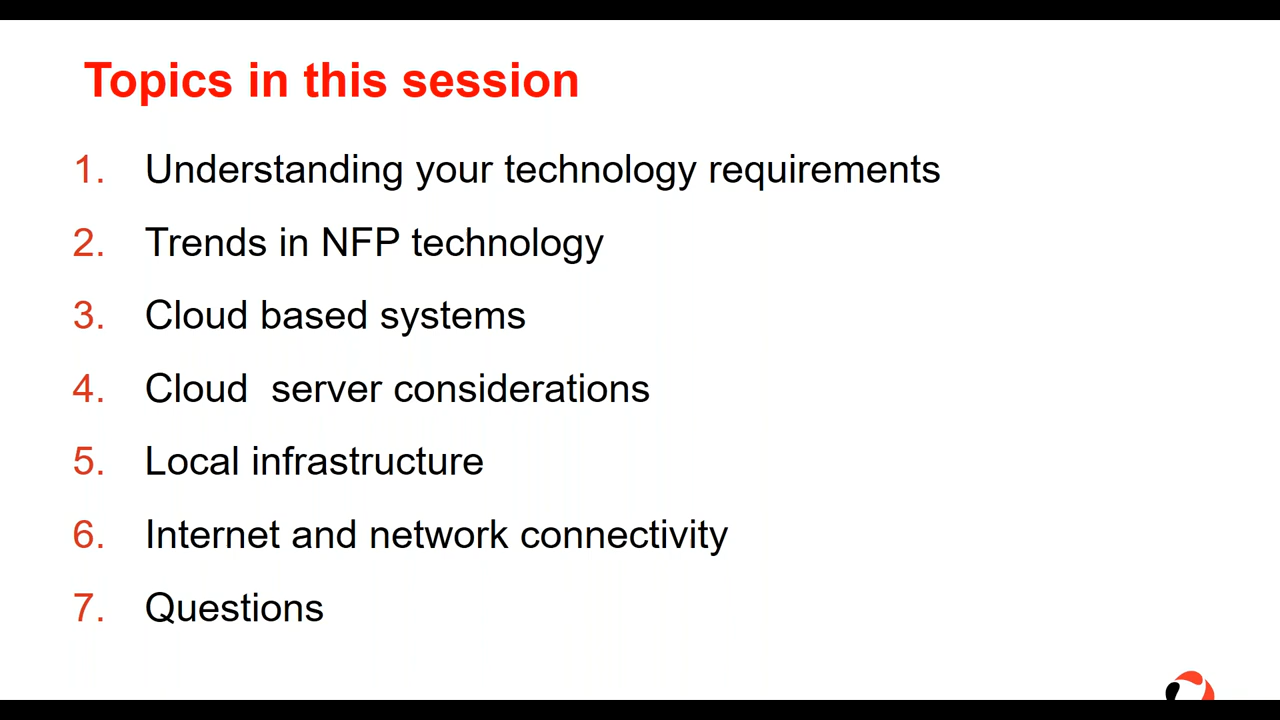 Topics in this session
1. Understanding your technology requirements
2. Trends in NFP technology
3. Cloud based systems
4. Cloud  server considerations
5. Local infrastructure
6. Internet and network connectivity
7. Questions